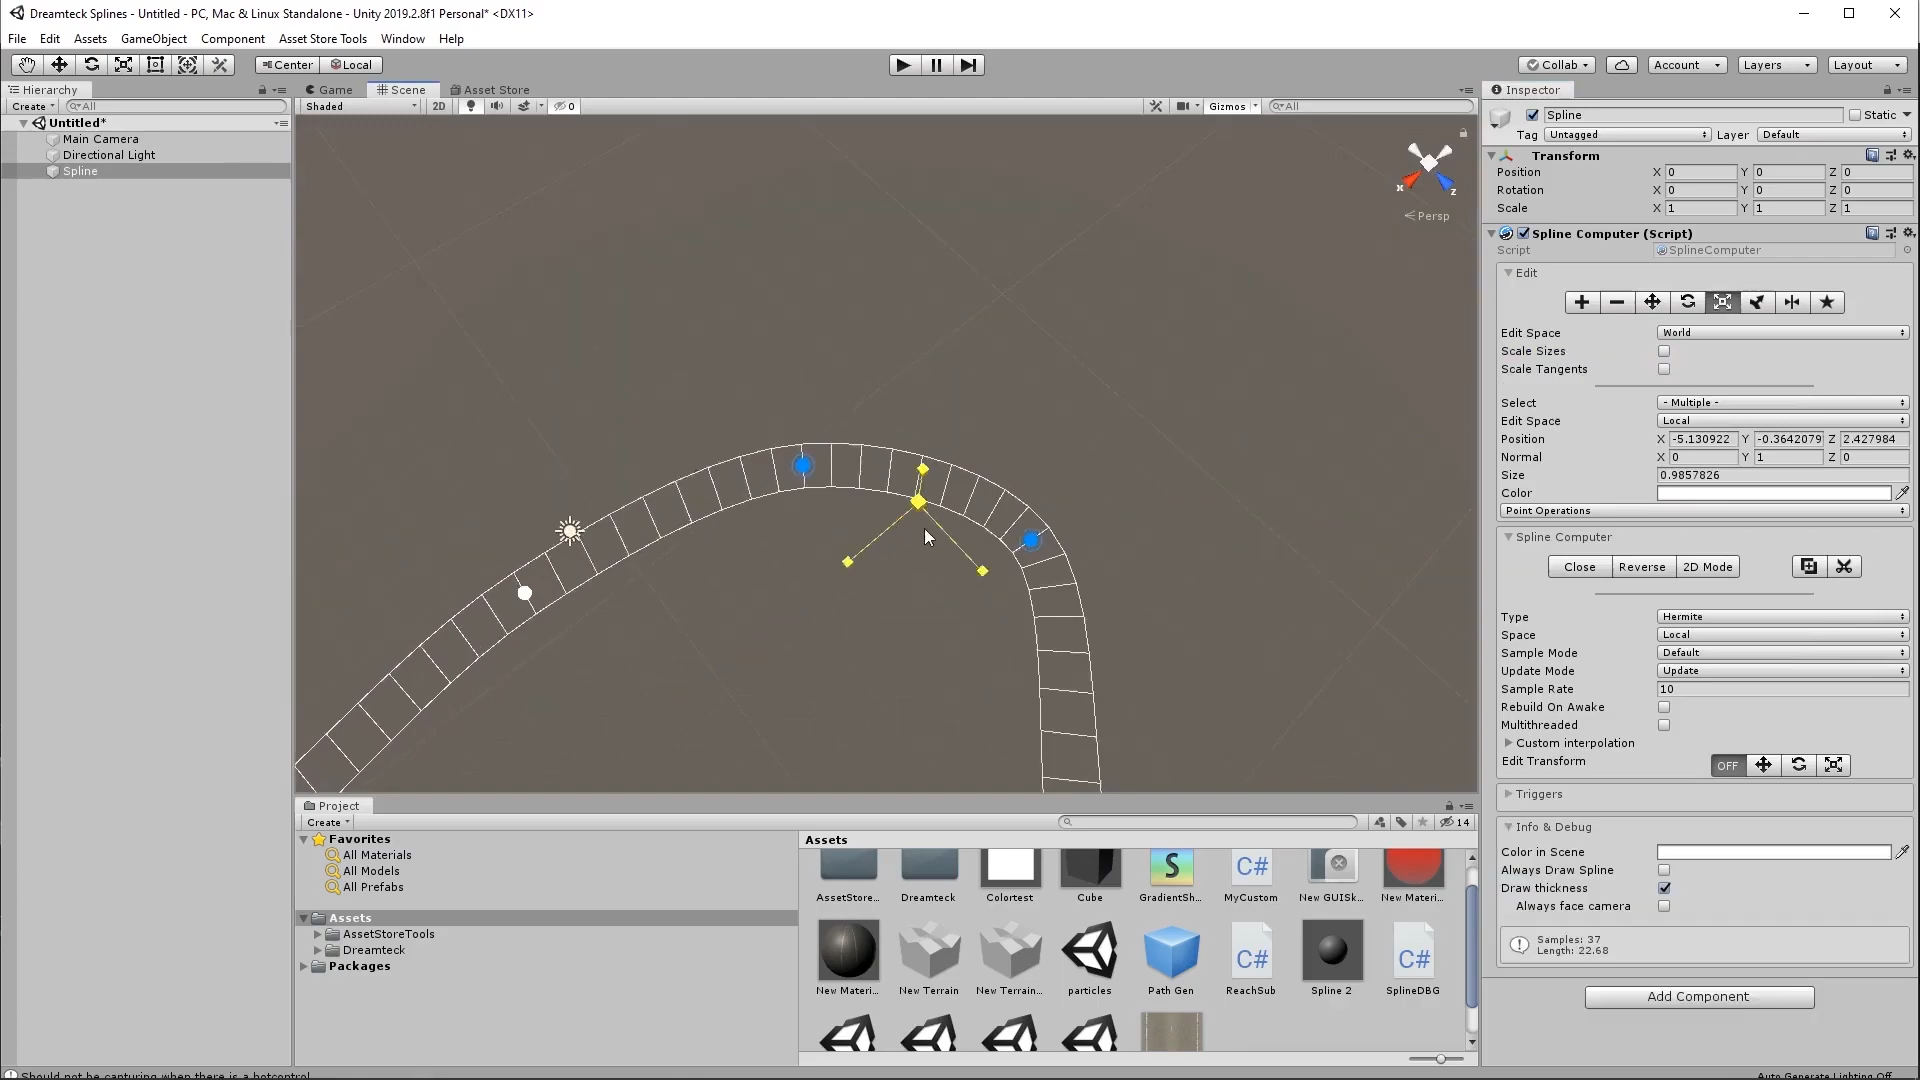 Dreamteck Splines - Untitled - PC, Mac & Linux Standalone - Unity 2019.2.8f1 Personal* <DX11>
File Edit Assets GameObject Component Asset Store Tools Window Help
Center Local Collab Account Layers Layout
Hierarchy
Create All
Untitled*
Main Camera
Directional Light
Spline
Game Scene Asset Store
Shaded 2D 0 Gizmos All
x z
Persp
Inspector
Spline Static
Tag Untagged Layer Default
Transform
Position X 0 Y 0 Z 0
Rotation X 0 Y 0 Z 0
Scale X 1 Y 1 Z 1
Spline Computer (Script)
Script SplineComputer
Edit
Edit Space World
Scale Sizes
Scale Tangents
Select - Multiple -
Edit Space Local
Position X -5.130922 Y -0.3642079 Z 2.427984
Normal X 0 Y 1 Z 0
Size 0.9857826
Color
Point Operations
Spline Computer
Close Reverse 2D Mode
Type Hermite
Space Local
Sample Mode Default
Update Mode Update
Sample Rate 10
Rebuild On Awake
Multithreaded
Custom interpolation
Edit Transform OFF
Triggers
Info & Debug
Color in Scene
Always Draw Spline
Draw thickness
Always face camera
Samples: 37
Length: 22.68
Add Component
Project
Create 14
Favorites
All Materials
All Models
All Prefabs
Assets
AssetStoreTools
Dreamteck
Packages
Assets
AssetStore... Dreamteck Colortest Cube GradientSh... MyCustom New GUISk... New Materi...
New Materi... New Terrain New Terrain... particles Path Gen ReachSub Spline 2 SplineDBG
Should not be capturing when there is a hotcontrol
Auto Generate Lighting Off